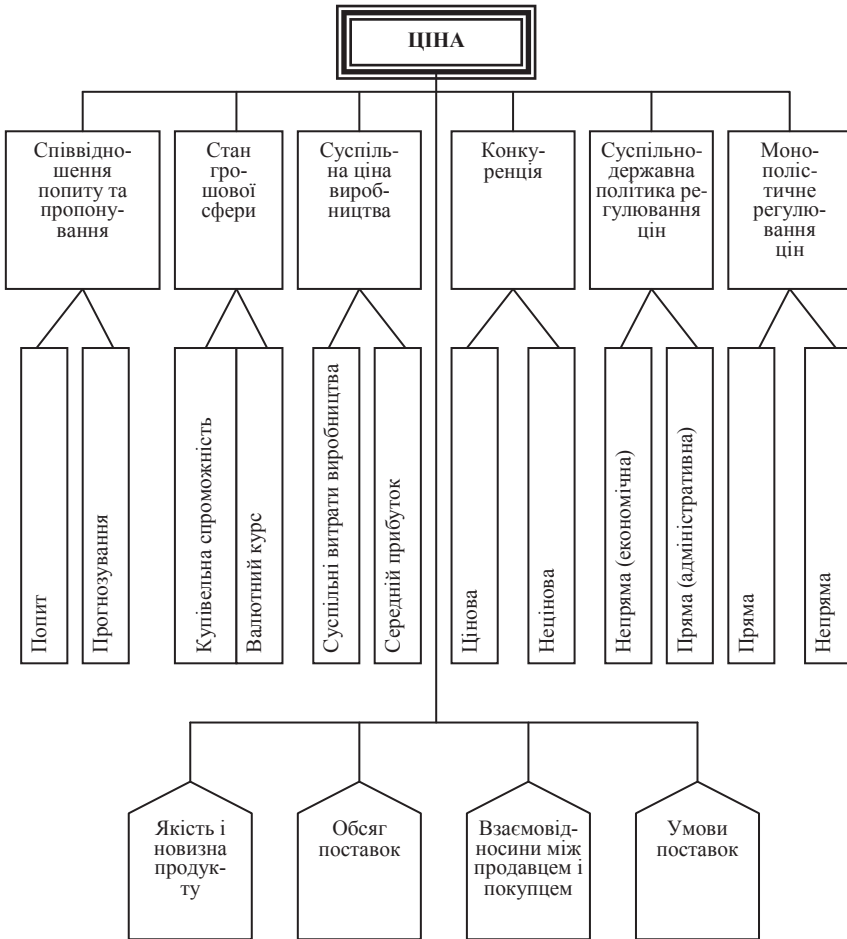 ЦІНА
Співвідно-
шення
попиту та
пропону-
вання
Стан
гро-
шової
сфери
Суспіль-
на ціна
вироб-
ництва
Конку-
ренція
Суспільно-
державна
політика ре-
гулювання
цін
Моно-
поліс-
тичне
регулю-
вання
цін
Попит
Прогнозування
Купівельна спроможність
Валютний курс
Суспільні витрати виробництва
Середній прибуток
Цінова
Нецінова
Непряма (економічна)
Пряма (адміністративна)
Пряма
Непряма
Якість і
новизна
продук-
ту
Обсяг
поставок
Взаємовід-
носини між
продавцем і
покупцем
Умови
поставок